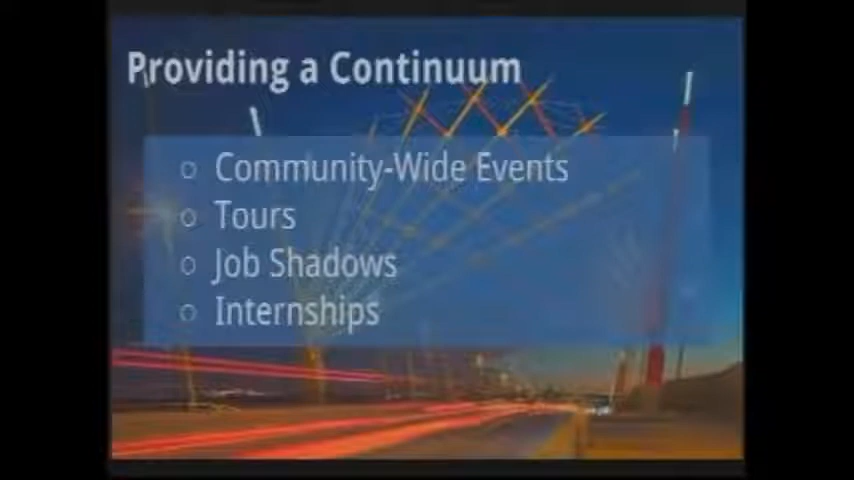 Providing a Continuum
○ Community-Wide Events
○ Tours
○ Job Shadows
○ Internships